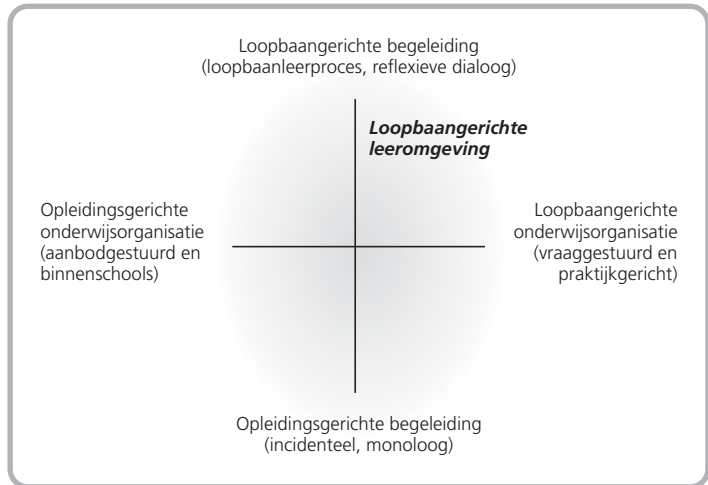 Loopbaangerichte begeleiding
(loopbaanleerproces, reflexieve dialoog)
Loopbaangerichte
leeromgeving
Opleidingsgerichte
onderwijsorganisatie
(aanbodgestuurd en
binnenschools)
Loopbaangerichte
onderwijsorganisatie
(vraaggestuurd en
praktijkgericht)
Opleidingsgerichte begeleiding
(incidenteel, monoloog)